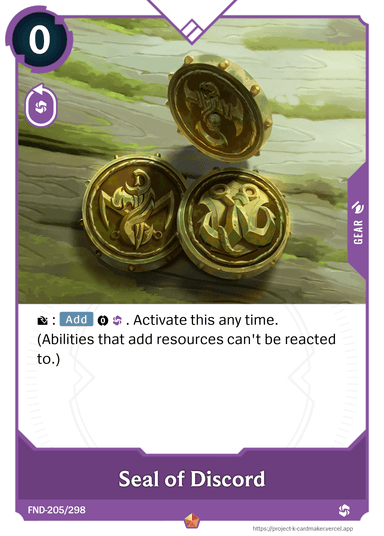 0
GEAR
: Add 0 . Activate this any time.
(Abilities that add resources can't be reacted
to.)
Seal of Discord
FND-205/298
https://project-k-cardmaker.vercel.app